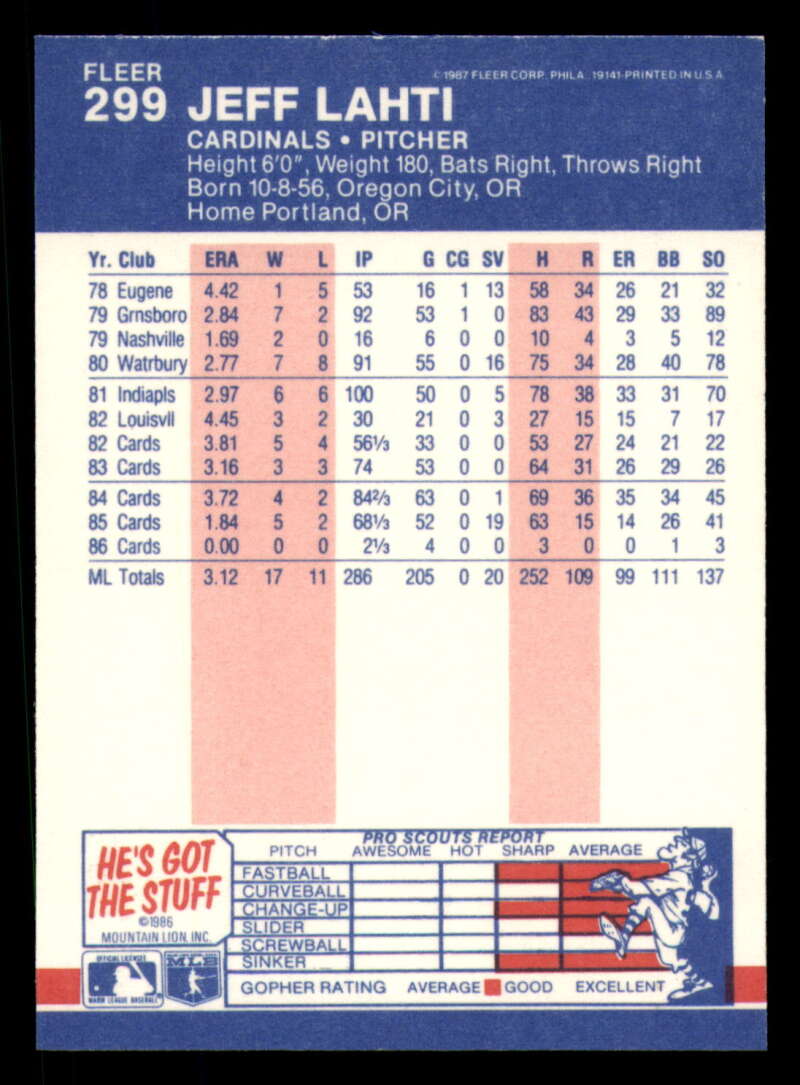 FLEER
© 1987 FLEER CORP. PHILA. 19141-PRINTED IN U.S.A.
299 JEFF LAHTI
CARDINALS • PITCHER
Height 6'0", Weight 180, Bats Right, Throws Right
Born 10-8-56, Oregon City, OR
Home Portland, OR
Yr. Club ERA W L IP G CG SV H R ER BB SO
78 Eugene 4.42 1 5 53 16 1 13 58 34 26 21 32
79 Grnsboro 2.84 7 2 92 53 1 0 83 43 29 33 89
79 Nashville 1.69 2 0 16 6 0 0 10 4 3 5 12
80 Watrbury 2.77 7 8 91 55 0 16 75 34 28 40 78
81 Indiapls 2.97 6 6 100 50 0 5 78 38 33 31 70
82 Louisvll 4.45 3 2 30 21 0 3 27 15 15 7 17
82 Cards 3.81 5 4 56⅓ 33 0 0 53 27 24 21 22
83 Cards 3.16 3 3 74 53 0 0 64 31 26 29 26
84 Cards 3.72 4 2 84⅔ 63 0 1 69 36 35 34 45
85 Cards 1.84 5 2 68⅓ 52 0 19 63 15 14 26 41
86 Cards 0.00 0 0 2⅓ 4 0 0 3 0 0 1 3
ML Totals 3.12 17 11 286 205 0 20 252 109 99 111 137
HE'S GOT
THE STUFF
©1986
MOUNTAIN LION, INC.
OFFICIAL LICENSEE
MAJOR LEAGUE BASEBALL
MLB
PRO SCOUTS REPORT
PITCH AWESOME HOT SHARP AVERAGE
FASTBALL
CURVEBALL
CHANGE-UP
SLIDER
SCREWBALL
SINKER
GOPHER RATING AVERAGE GOOD EXCELLENT